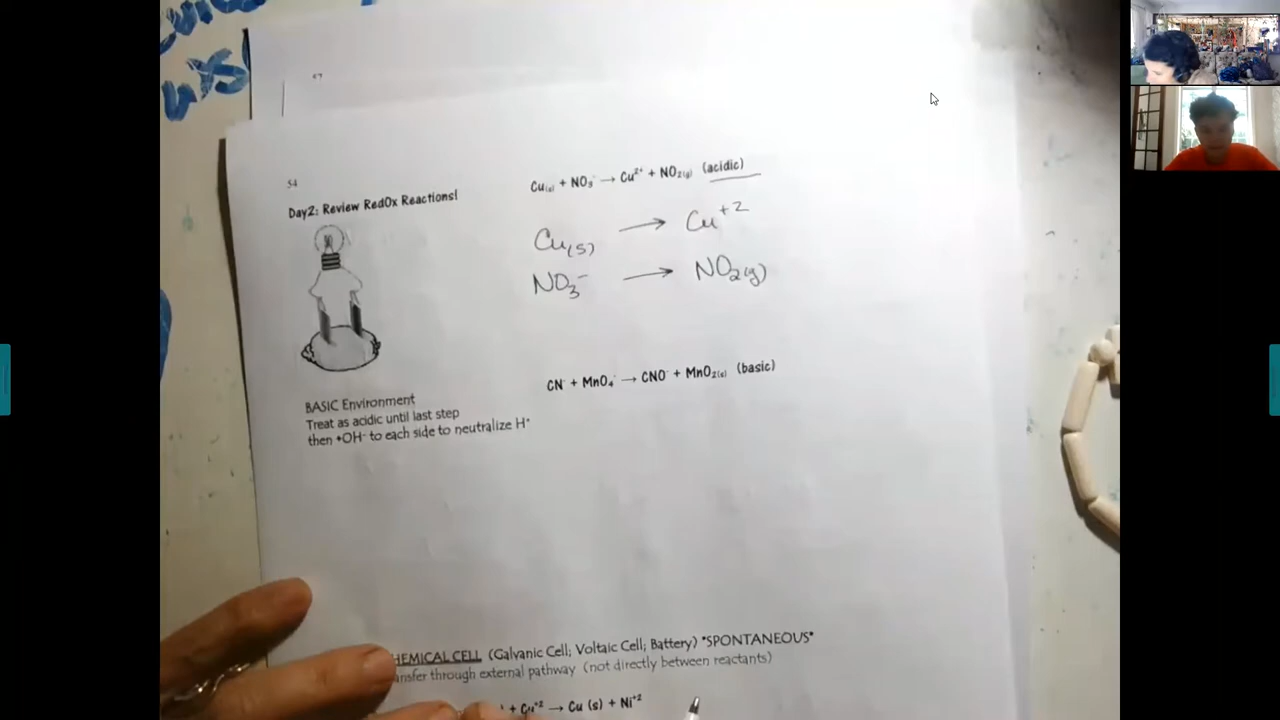 54
Day2: Review RedOx Reactions!
Cu(s) + NO₃⁻ → Cu²⁺ + NO₂(g) (acidic)
Cu(s) → Cu⁺²
NO₃⁻ → NO₂(g)
CN⁻ + MnO₄⁻ → CNO⁻ + MnO₂(s) (basic)
BASIC Environment
Treat as acidic until last step
then +OH⁻ to each side to neutralize H⁺
HEMICAL CELL (Galvanic Cell; Voltaic Cell; Battery) *SPONTANEOUS*
ansfer through external pathway (not directly between reactants)
+ Cu⁺² → Cu (s) + Ni⁺²